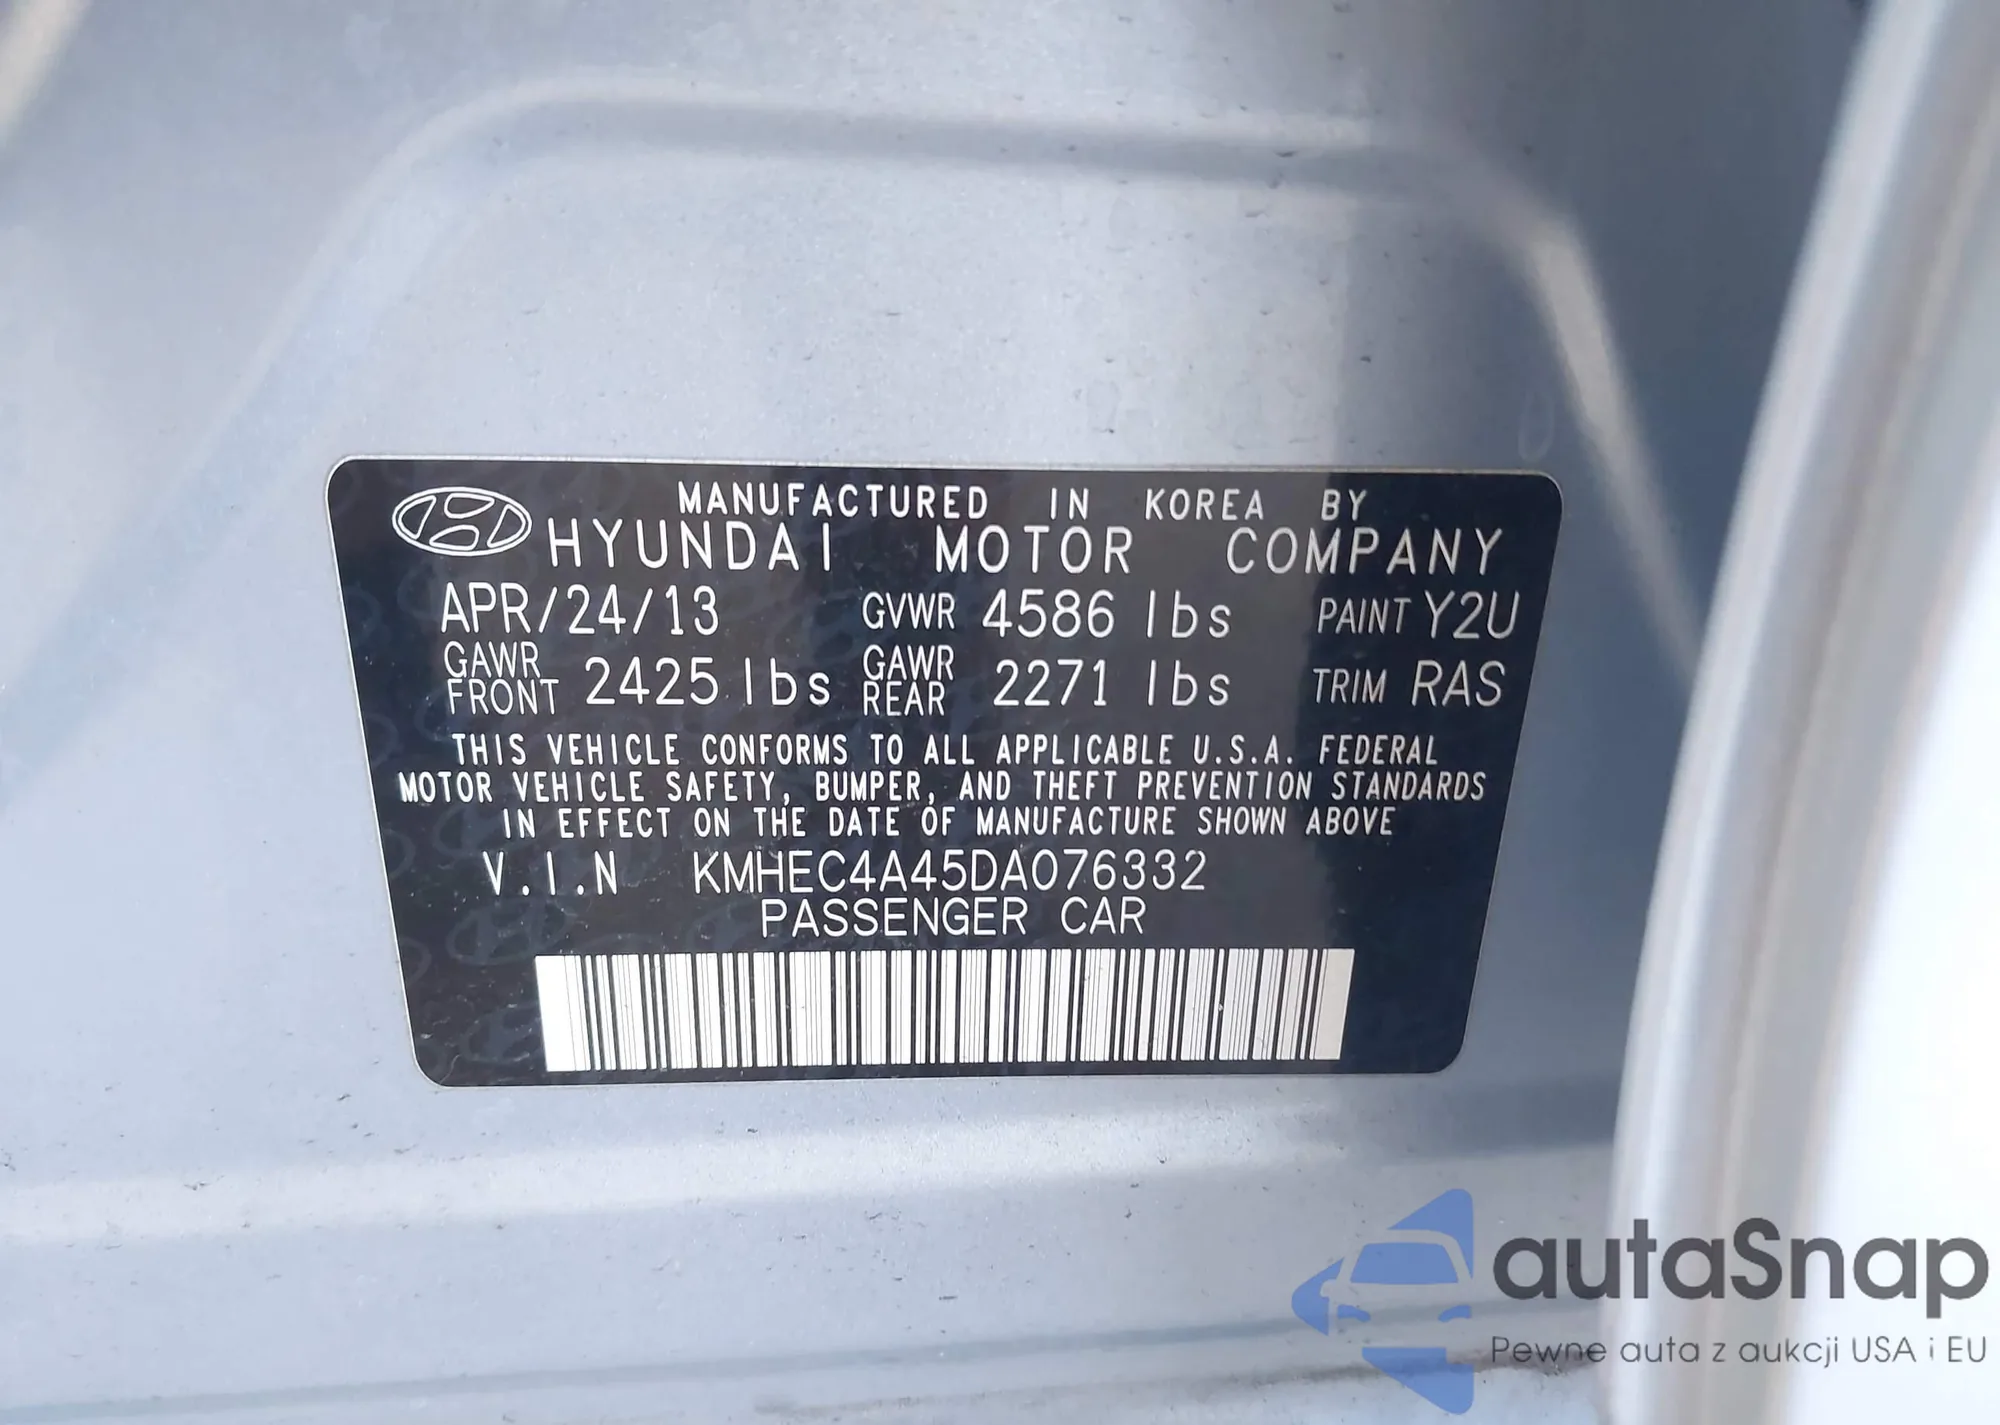 MANUFACTURED IN KOREA BY
HYUNDAI MOTOR COMPANY
APR/24/13 GVWR 4586 lbs PAINT Y2U
GAWR FRONT 2425 lbs GAWR REAR 2271 lbs TRIM RAS
THIS VEHICLE CONFORMS TO ALL APPLICABLE U.S.A. FEDERAL
MOTOR VEHICLE SAFETY, BUMPER, AND THEFT PREVENTION STANDARDS
IN EFFECT ON THE DATE OF MANUFACTURE SHOWN ABOVE
V.I.N KMHEC4A45DA076332
PASSENGER CAR
autaSnap
Pewne auta z aukcji USA i EU